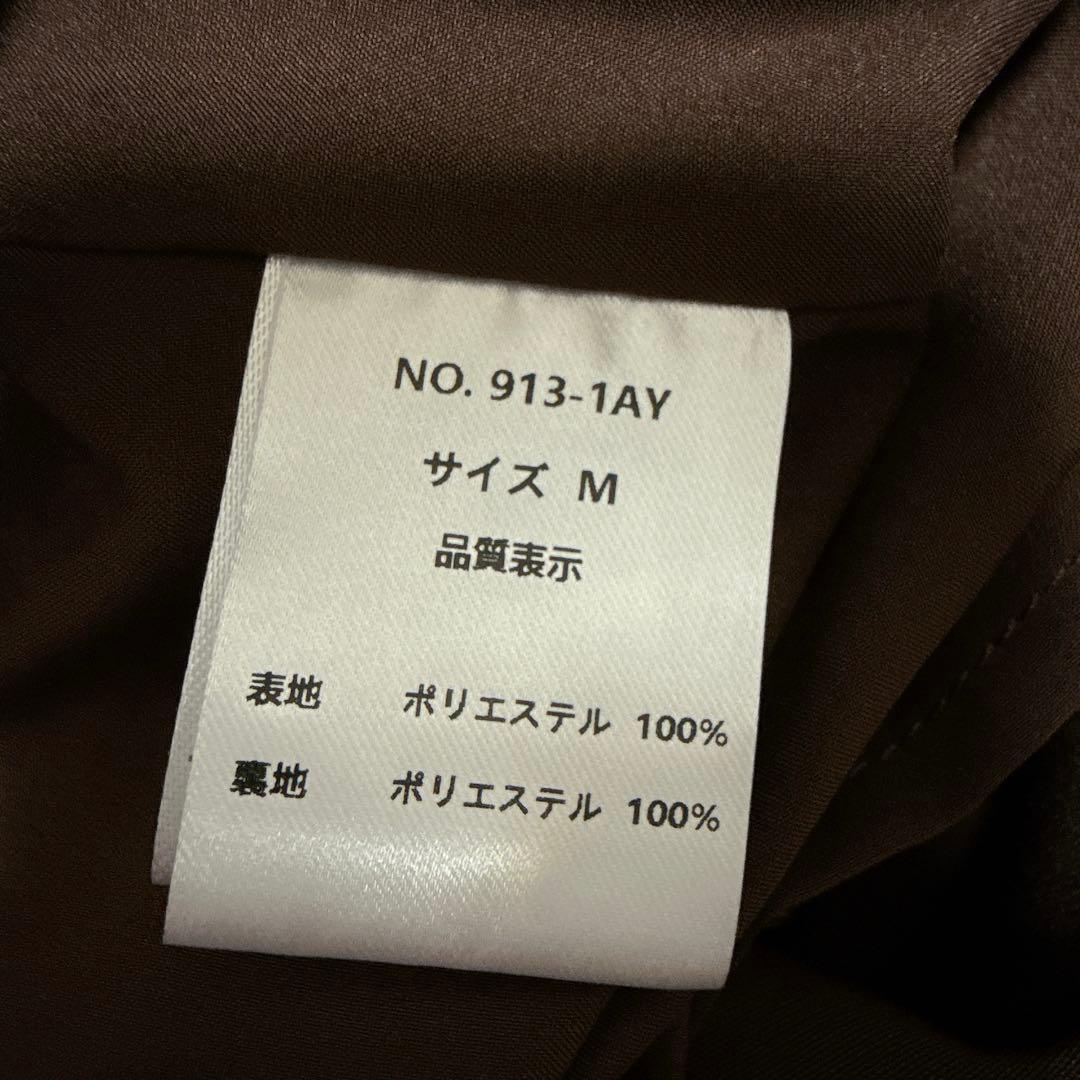 NO. 913-1AY
サイズ M
品質表示
表地 ポリエステル 100%
裏地 ポリエステル 100%